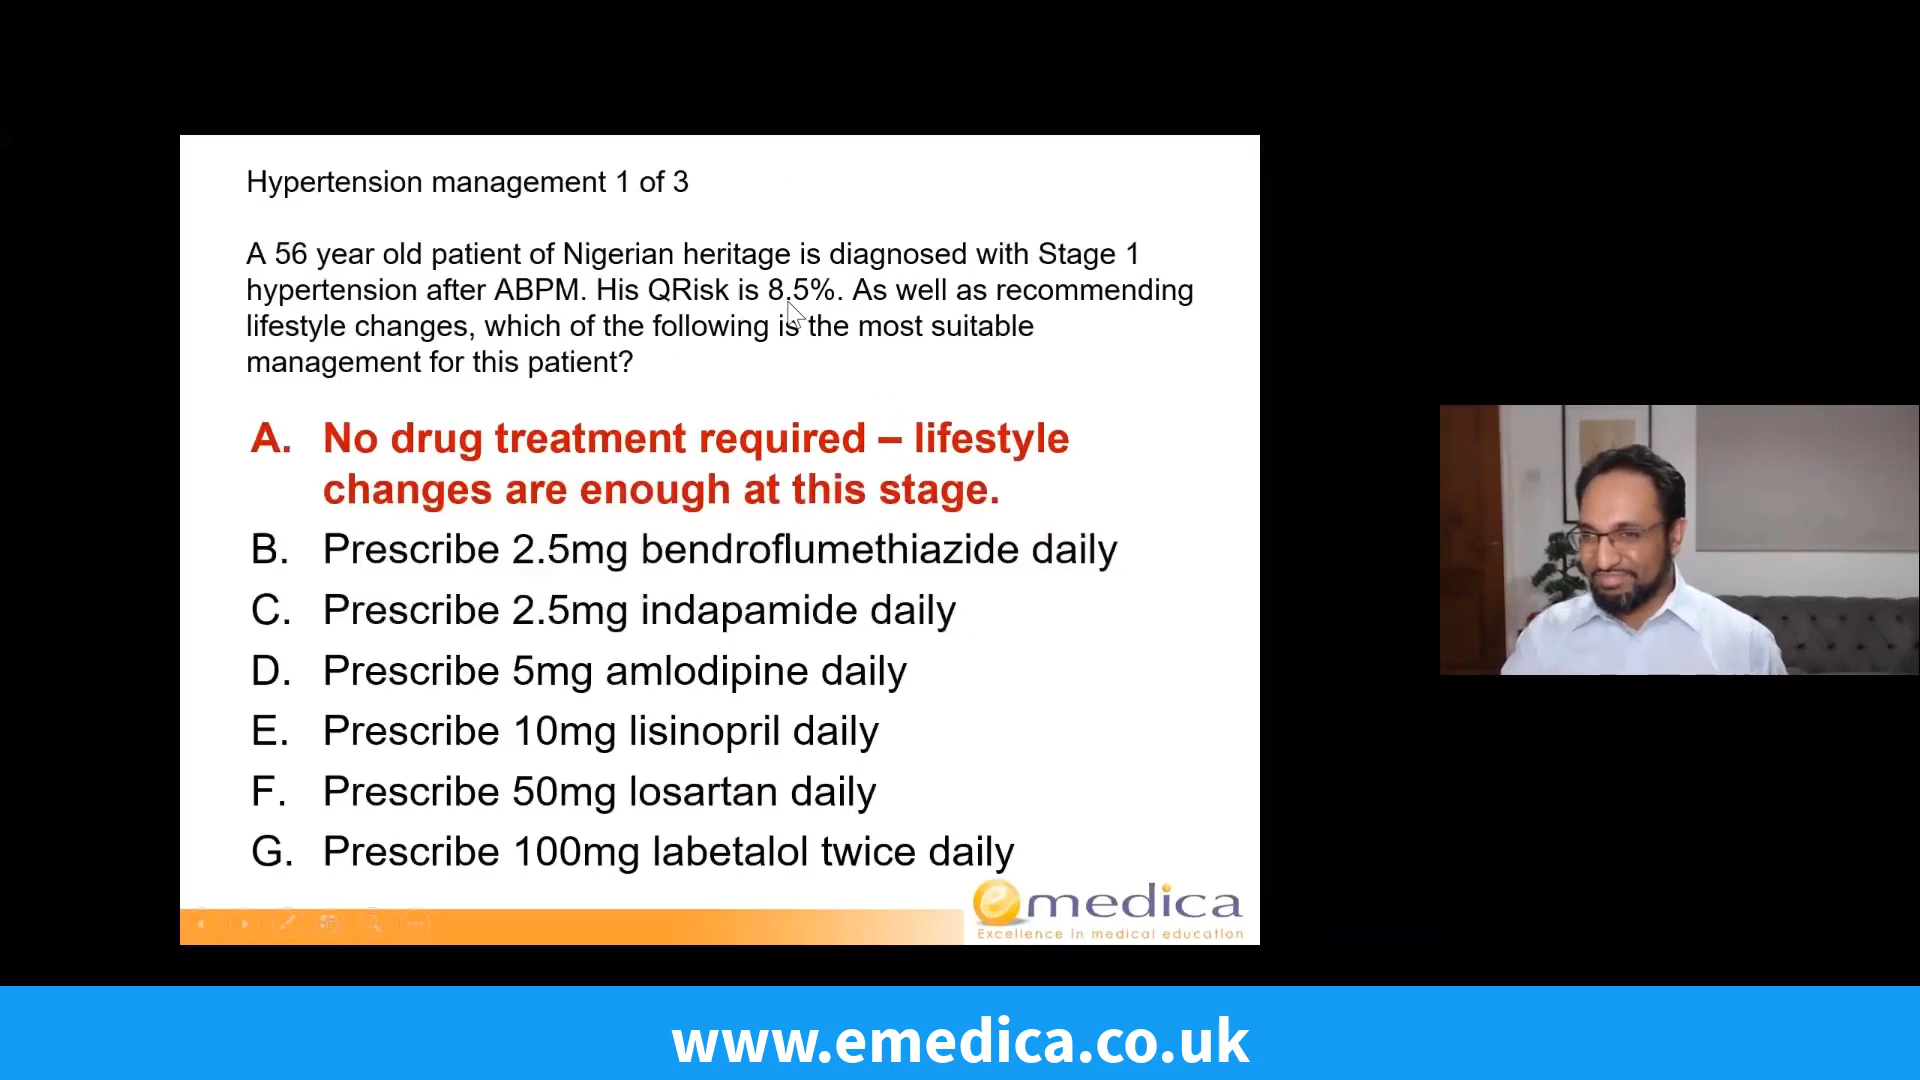 Hypertension management 1 of 3
A 56 year old patient of Nigerian heritage is diagnosed with Stage 1
hypertension after ABPM. His QRisk is 8.5%. As well as recommending
lifestyle changes, which of the following is the most suitable
management for this patient?
A. No drug treatment required – lifestyle
changes are enough at this stage.
B. Prescribe 2.5mg bendroflumethiazide daily
C. Prescribe 2.5mg indapamide daily
D. Prescribe 5mg amlodipine daily
E. Prescribe 10mg lisinopril daily
F. Prescribe 50mg losartan daily
G. Prescribe 100mg labetalol twice daily
emedica
Excellence in medical education
www.emedica.co.uk